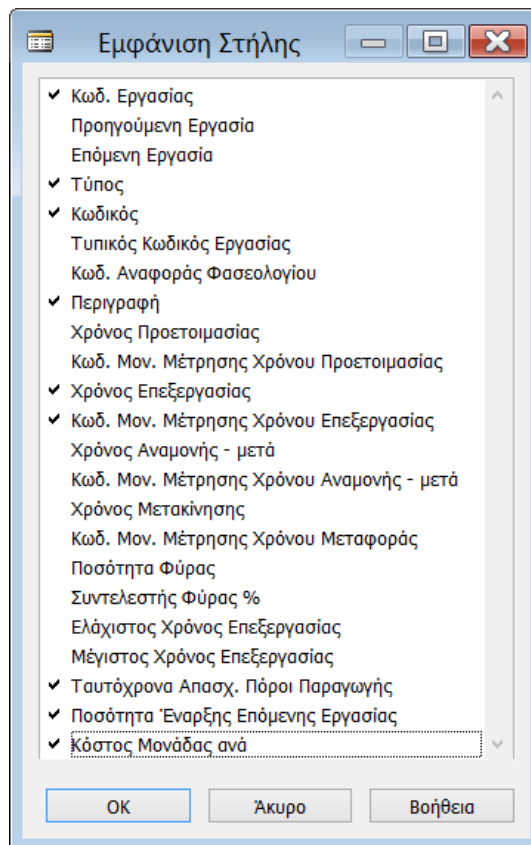 Εμφάνιση Στήλης
Κωδ. Εργασίας
Προηγούμενη Εργασία
Επόμενη Εργασία
Τύπος
Κωδικός
Τυπικός Κωδικός Εργασίας
Κωδ. Αναφοράς Φασεολογίου
Περιγραφή
Χρόνος Προετοιμασίας
Κωδ. Μον. Μέτρησης Χρόνου Προετοιμασίας
Χρόνος Επεξεργασίας
Κωδ. Μον. Μέτρησης Χρόνου Επεξεργασίας
Χρόνος Αναμονής - μετά
Κωδ. Μον. Μέτρησης Χρόνου Αναμονής - μετά
Χρόνος Μετακίνησης
Κωδ. Μον. Μέτρησης Χρόνου Μεταφοράς
Ποσότητα Φύρας
Συντελεστής Φύρας %
Ελάχιστος Χρόνος Επεξεργασίας
Μέγιστος Χρόνος Επεξεργασίας
Ταυτόχρονα Απασχ. Πόροι Παραγωγής
Ποσότητα Έναρξης Επόμενης Εργασίας
Κόστος Μονάδας ανά
OK Άκυρο Βοήθεια